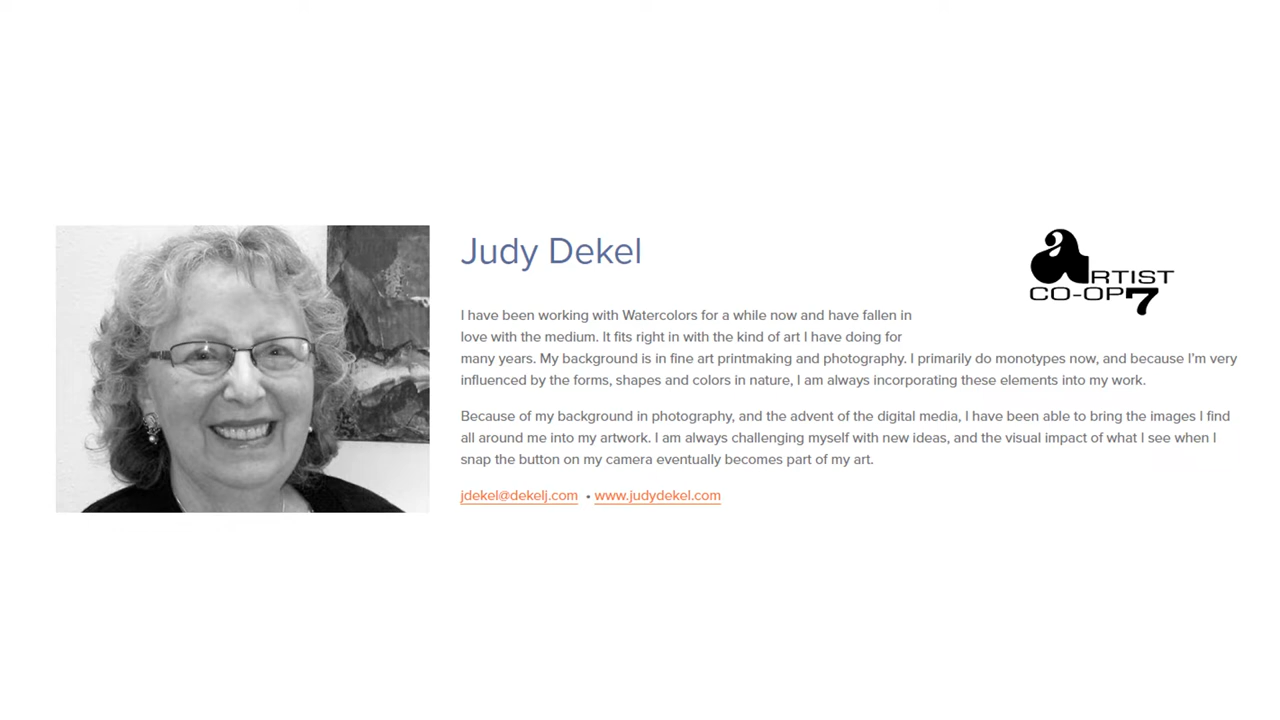 Judy Dekel
aRTIST
CO-OP7
I have been working with Watercolors for a while now and have fallen in
love with the medium. It fits right in with the kind of art I have doing for
many years. My background is in fine art printmaking and photography. I primarily do monotypes now, and because I'm very
influenced by the forms, shapes and colors in nature, I am always incorporating these elements into my work.
Because of my background in photography, and the advent of the digital media, I have been able to bring the images I find
all around me into my artwork. I am always challenging myself with new ideas, and the visual impact of what I see when I
snap the button on my camera eventually becomes part of my art.
jdekel@dekelj.com • www.judydekel.com